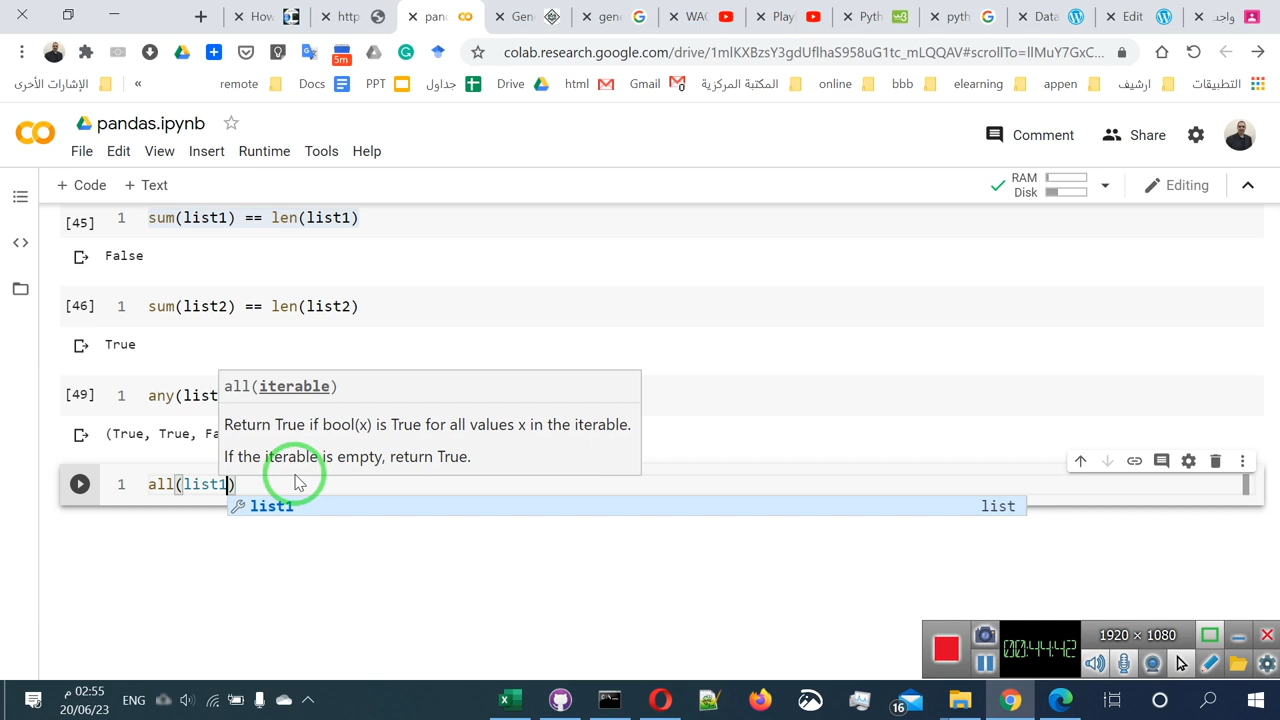 How
http
pan
Gen
gene
WAC
Play
Pyth
pyth
Data
Edit
واجـ
5m
colab.research.google.com/drive/1mlKXBzsY3gdUflhaS958uG1tc_mLQQAV#scrollTo=llMuY7GxC...
الإشارات الأخرى
«
remote
Docs
PPT
جداول
Drive
html
Gmail
المكتبة المركزية
online
bbb
elearning
appen
ارشيف
التطبيقات
pandas.ipynb
Comment
Share
File Edit View Insert Runtime Tools Help
+ Code + Text
RAM
Disk
Editing
[45] 1 sum(list1) == len(list1)
False
[46] 1 sum(list2) == len(list2)
True
[49] 1 any(list
(True, True, Fa
all(iterable)
Return True if bool(x) is True for all values x in the iterable.
If the iterable is empty, return True.
1 all(list1)
list1 list
1920 × 1080
00:44:42
02:55 م
20/06/23
ENG
16